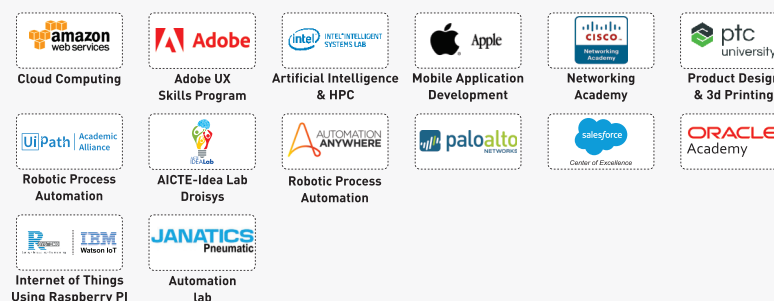 amazon
web services
Cloud Computing
Adobe
Adobe UX
Skills Program
intel
INTEL® INTELLIGENT
SYSTEMS LAB
Artificial Intelligence
& HPC
Apple
Mobile Application
Development
CISCO
Networking
Academy
Networking
Academy
ptc
university
Product Desig
& 3d Printing
UiPath
Academic
Alliance
Robotic Process
Automation
IDEALab
AICTE-Idea Lab
Droisys
AUTOMATION
ANYWHERE
Robotic Process
Automation
paloalto
NETWORKS
salesforce
Center of Excellence
ORACLE
Academy
IBM
Watson IoT
Internet of Things
Using Raspberry PI
JANATICS
Pneumatic
Automation
lab